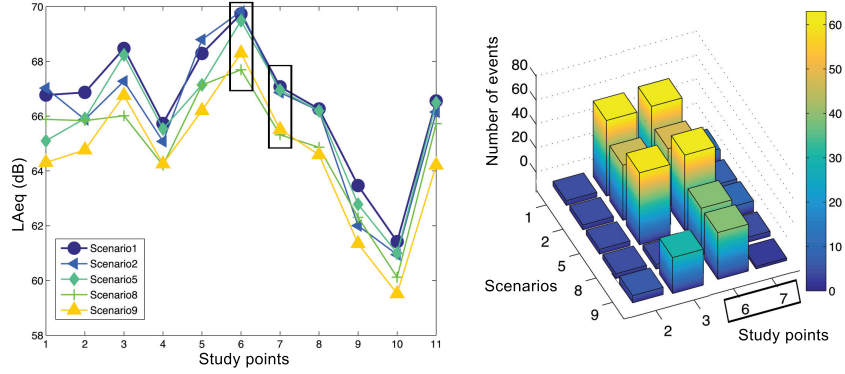 70
68
66
64
62
60
58
LAeq (dB)
Scenario1
Scenario2
Scenario5
Scenario8
Scenario9
1 2 3 4 5 6 7 8 9 10 11
Study points
Number of events
80
60
40
20
0
1
2
5
8
9
Scenarios
2 3 6 7
Study points
60
50
40
30
20
10
0